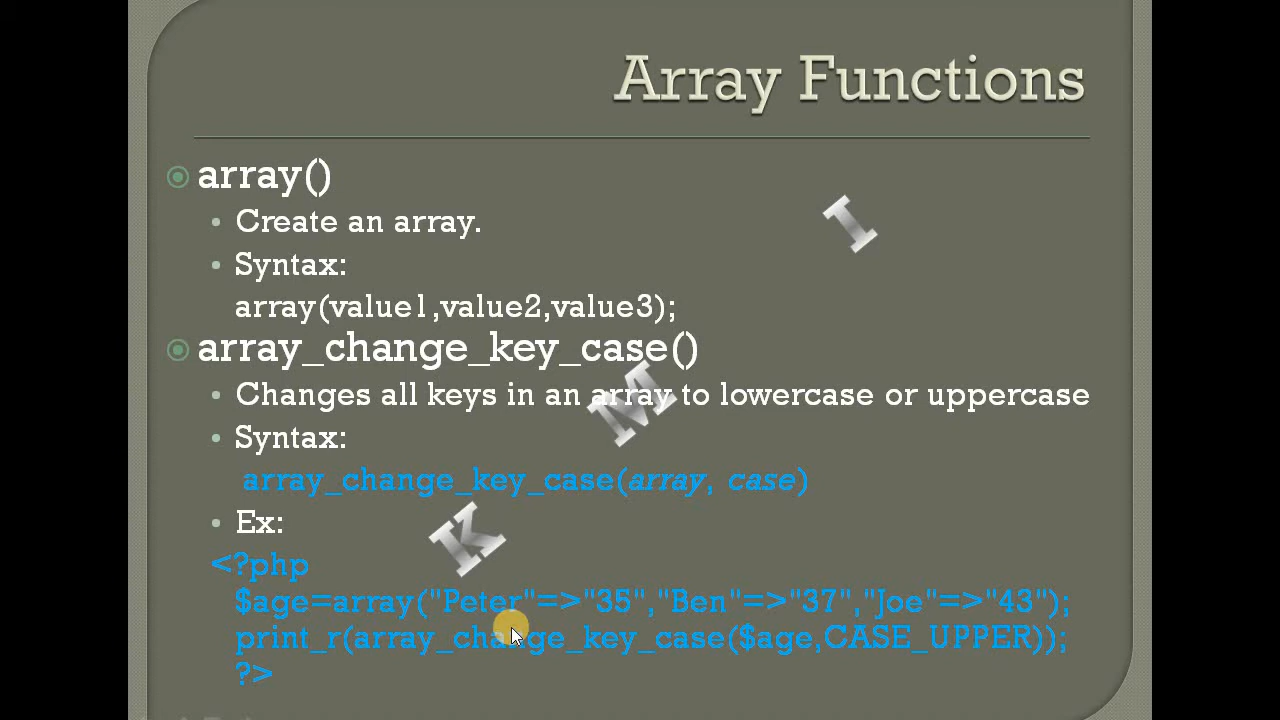 Array Functions
array()
Create an array.
Syntax:
array(value1,value2,value3);
array_change_key_case()
Changes all keys in an array to lowercase or uppercase
Syntax:
array_change_key_case(array, case)
Ex:
<?php
$age=array("Peter"=>"35","Ben"=>"37","Joe"=>"43");
print_r(array_change_key_case($age,CASE_UPPER));
?>
K M I